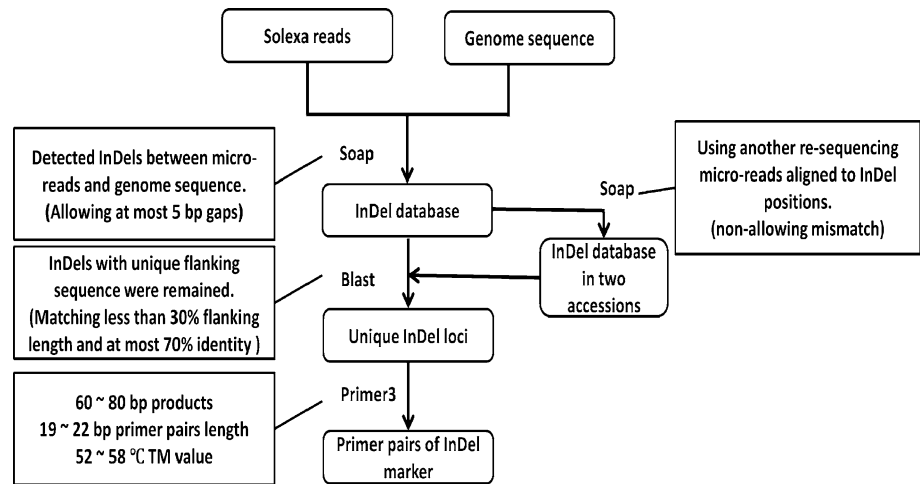 Solexa reads
Genome sequence
Detected InDels between micro-
reads and genome sequence.
(Allowing at most 5 bp gaps)
Soap
Using another re-sequencing
micro-reads aligned to InDel
positions.
(non-allowing mismatch)
Soap
InDel database
InDel database
in two
accessions
InDels with unique flanking
sequence were remained.
(Matching less than 30% flanking
length and at most 70% identity )
Blast
Unique InDel loci
60 ~ 80 bp products
19 ~ 22 bp primer pairs length
52 ~ 58 ℃ TM value
Primer3
Primer pairs of InDel
marker